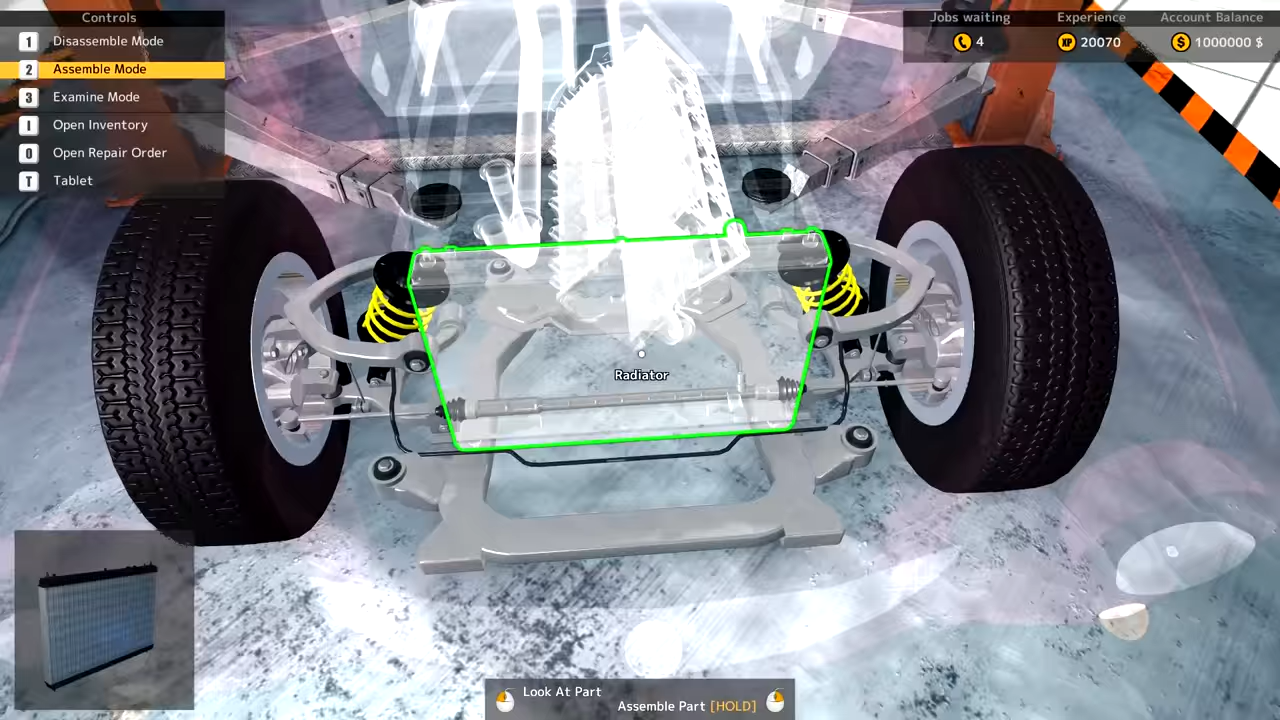 Controls
1 Disassemble Mode
2 Assemble Mode
3 Examine Mode
I Open Inventory
O Open Repair Order
T Tablet
Jobs waiting Experience Account Balance
4 XP 20070 $ 1000000 $
Radiator
Look At Part
Assemble Part [HOLD]